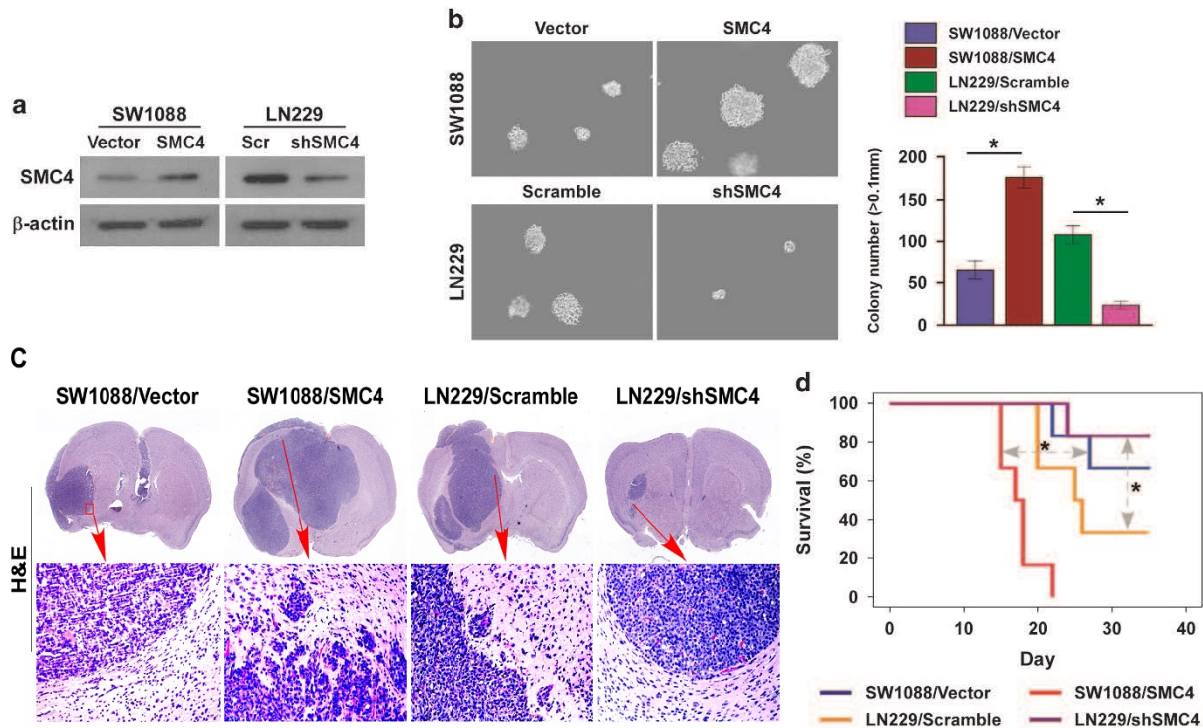 a
SW1088 LN229
Vector SMC4 Scr shSMC4
SMC4
β-actin
b
Vector SMC4
SW1088
Scramble shSMC4
LN229
SW1088/Vector
SW1088/SMC4
LN229/Scramble
LN229/shSMC4
Colony number (>0.1mm)
200
150
100
50
0
* *
c
SW1088/Vector SW1088/SMC4 LN229/Scramble LN229/shSMC4
H&E
d
Survival (%)
100
80
60
40
20
0
* *
0 10 20 30 40
Day
SW1088/Vector SW1088/SMC4
LN229/Scramble LN229/shSMC4